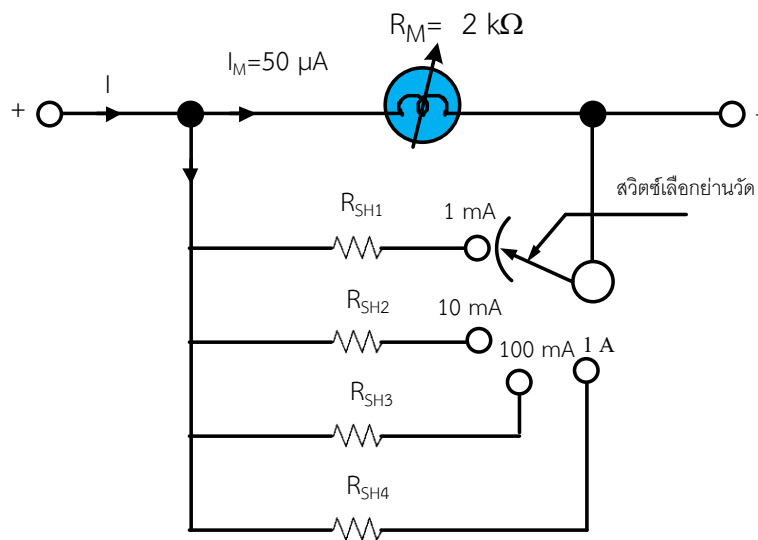 R_M= 2 kΩ
I
I_M=50 µA
+
-
สวิตซ์เลือกย่านวัด
R_SH1
1 mA
R_SH2
10 mA
100 mA
1 A
R_SH3
R_SH4